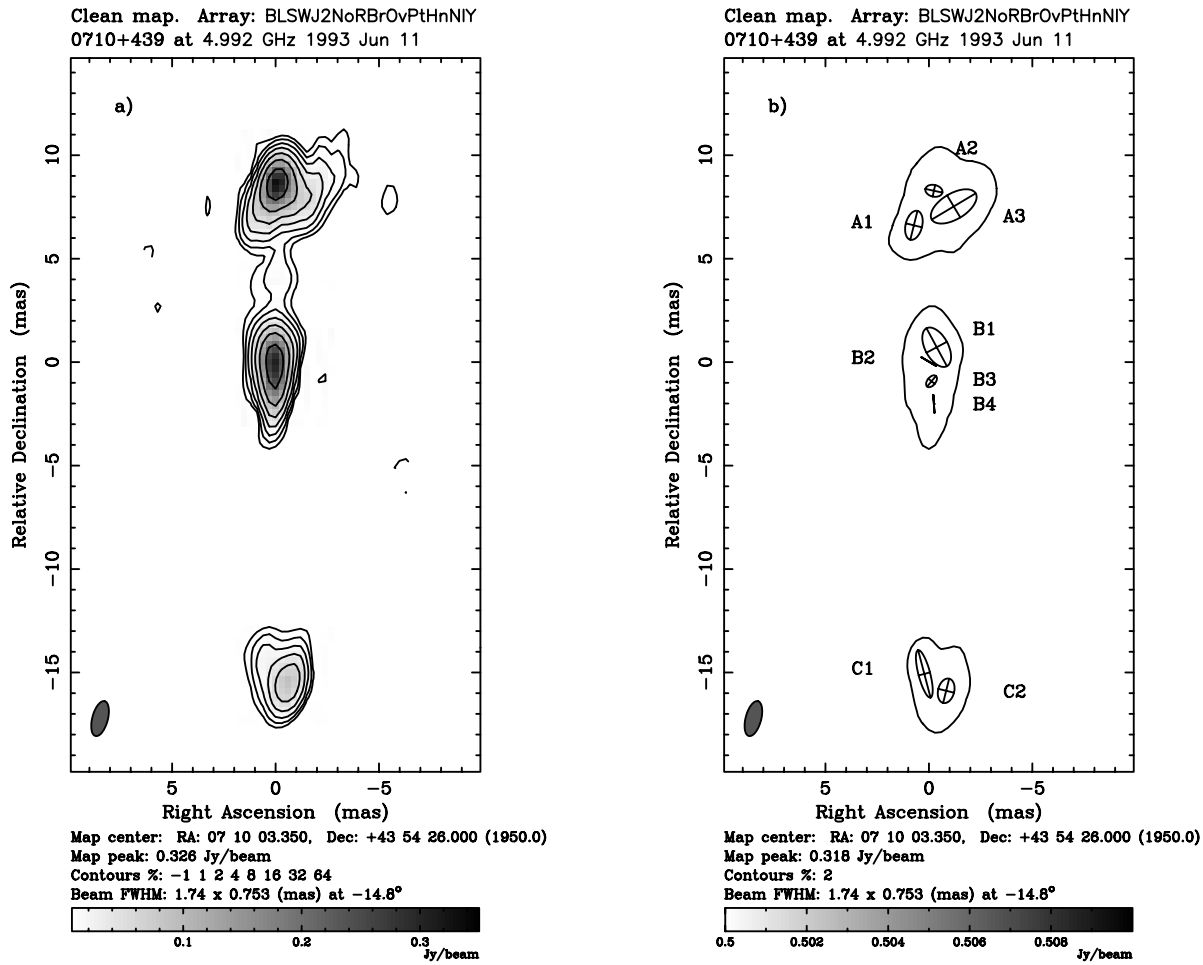 Clean map. Array: BLSWJ2NoRBrOvPtHnNlY
0710+439 at 4.992 GHz 1993 Jun 11
a)
10
5
0
−5
−10
−15
Relative Declination (mas)
5 0 −5
Right Ascension (mas)
Map center: RA: 07 10 03.350, Dec: +43 54 26.000 (1950.0)
Map peak: 0.326 Jy/beam
Contours %: −1 1 2 4 8 16 32 64
Beam FWHM: 1.74 x 0.753 (mas) at −14.8°
0.1 0.2 0.3
Jy/beam
Clean map. Array: BLSWJ2NoRBrOvPtHnNlY
0710+439 at 4.992 GHz 1993 Jun 11
b)
A2
A1
A3
B1
B2
B3
B4
C1
C2
10
5
0
−5
−10
−15
Relative Declination (mas)
5 0 −5
Right Ascension (mas)
Map center: RA: 07 10 03.350, Dec: +43 54 26.000 (1950.0)
Map peak: 0.318 Jy/beam
Contours %: 2
Beam FWHM: 1.74 x 0.753 (mas) at −14.8°
0.5 0.502 0.504 0.506 0.508
Jy/beam